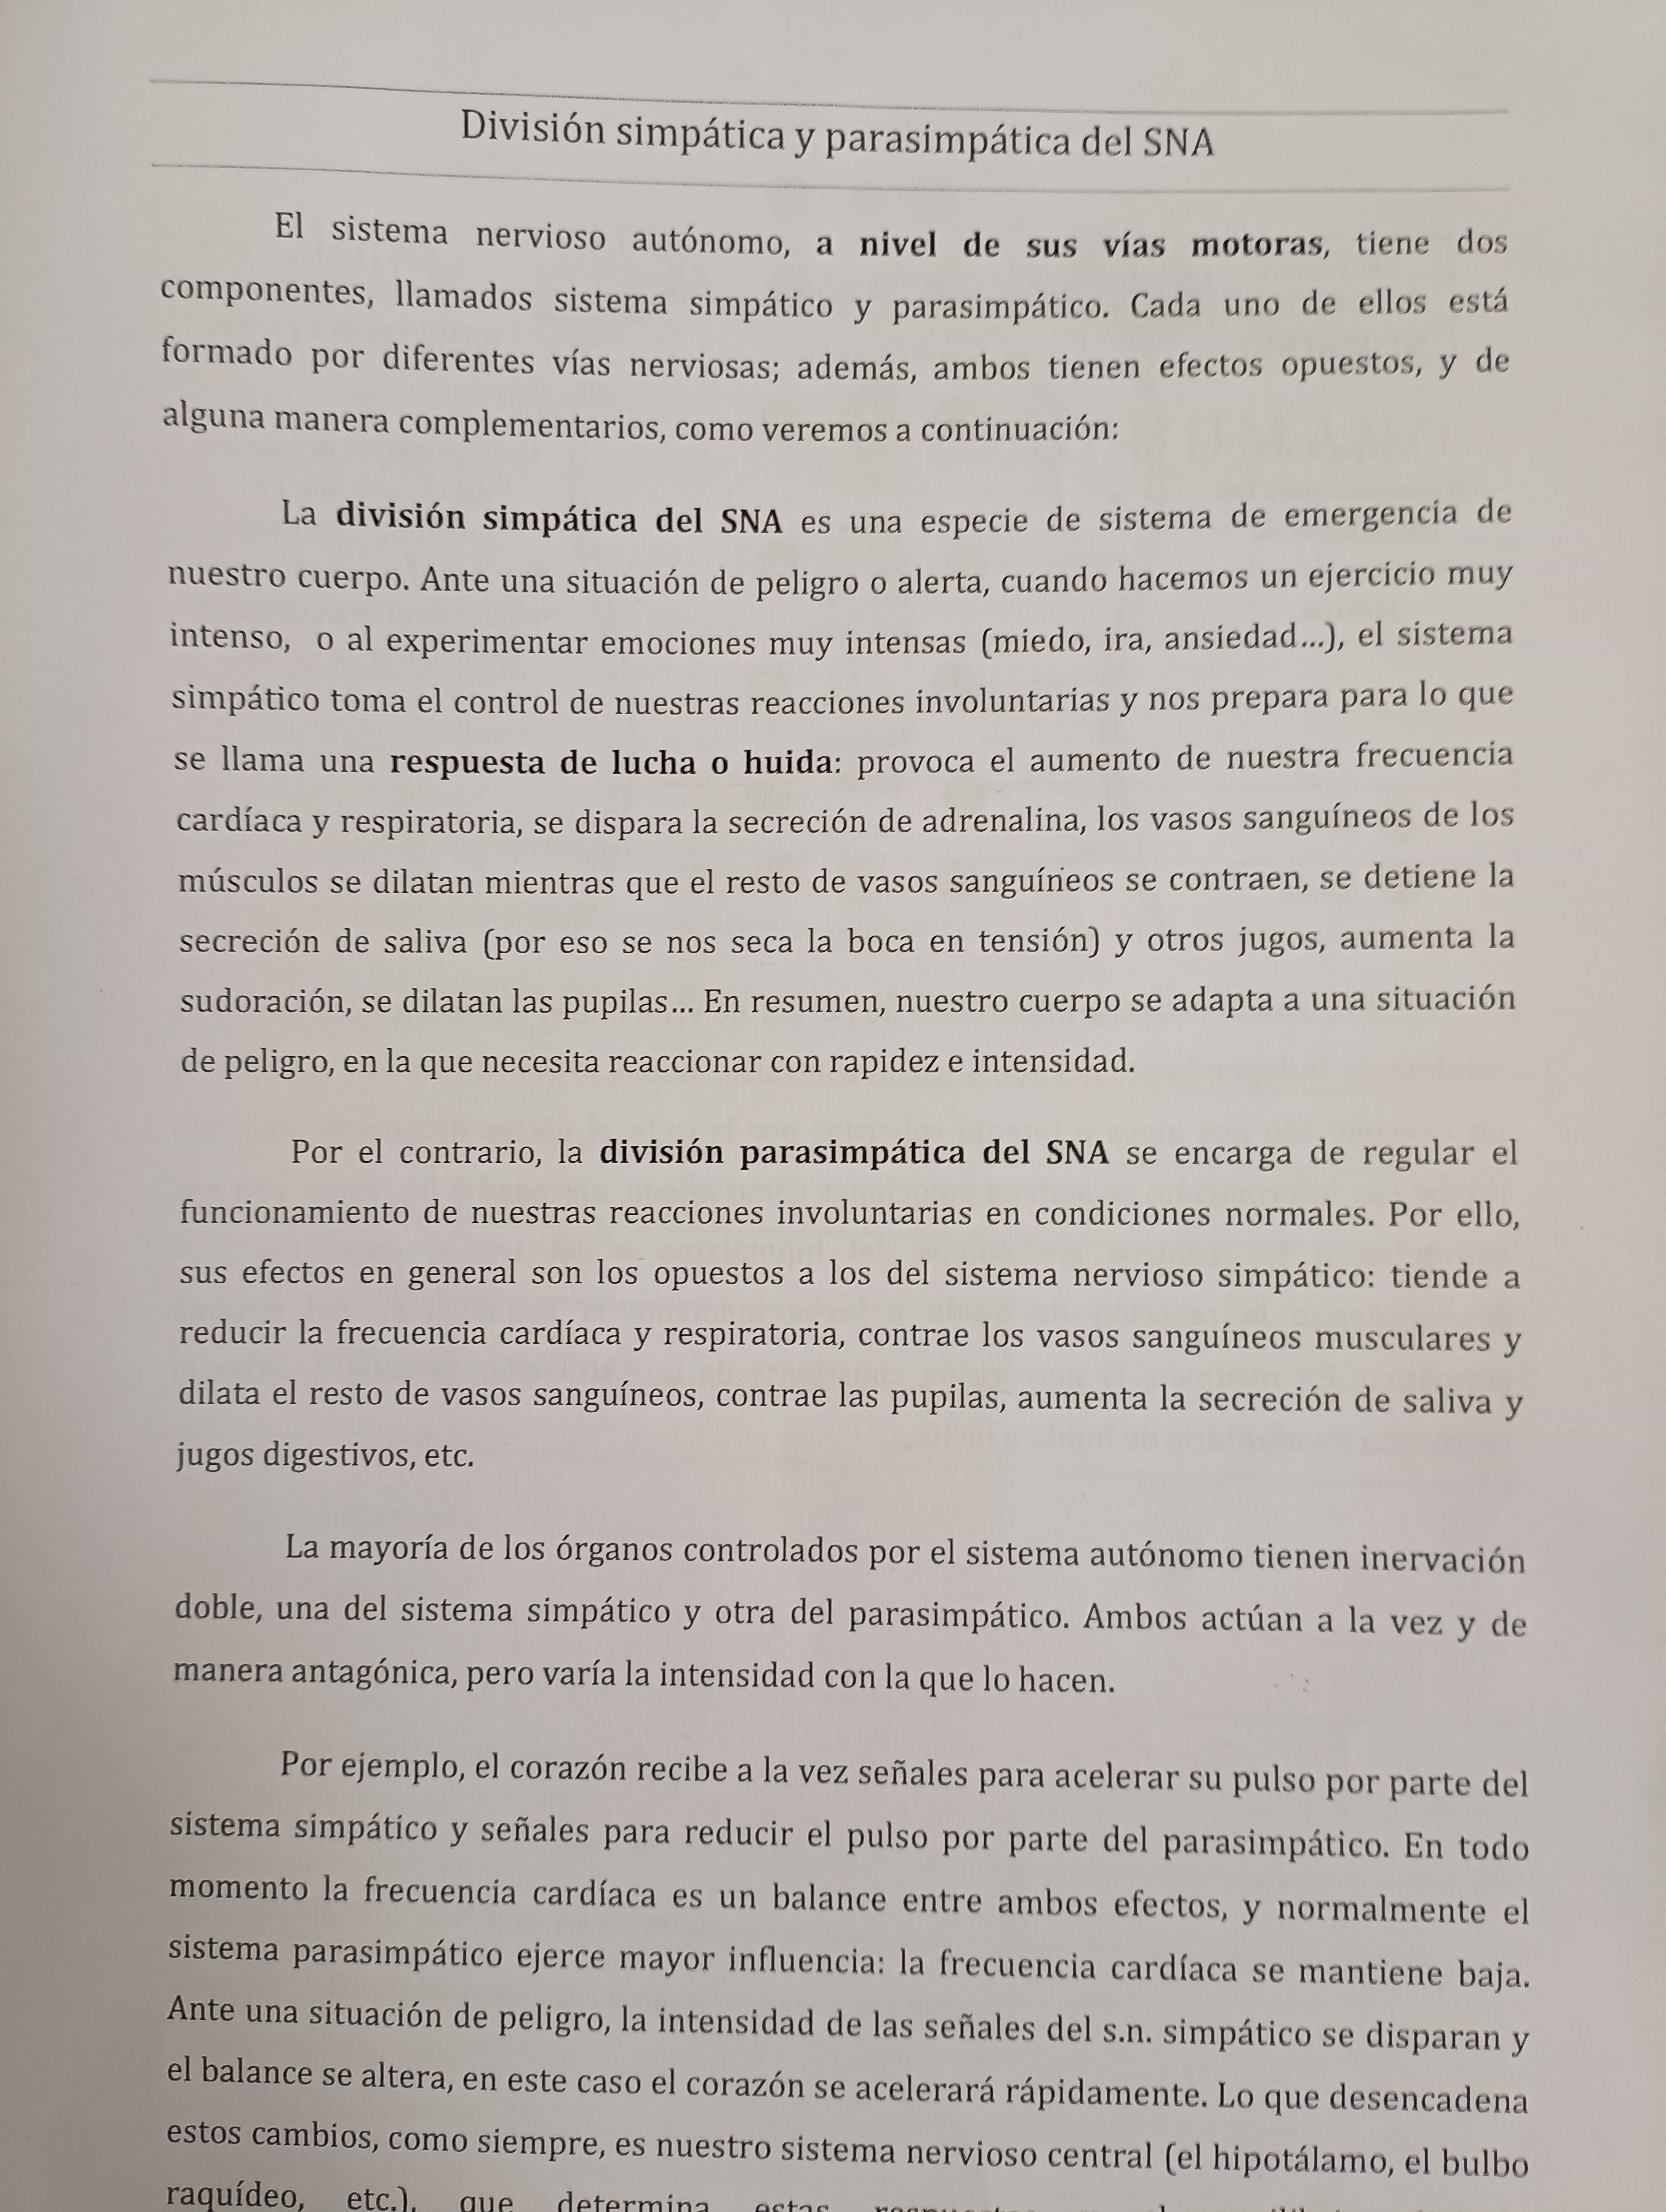 División simpática y parasimpática del SNA
El sistema nervioso autónomo, a nivel de sus vías motoras, tiene dos
componentes, llamados sistema simpático y parasimpático. Cada uno de ellos está
formado por diferentes vías nerviosas; además, ambos tienen efectos opuestos, y de
alguna manera complementarios, como veremos a continuación:
La división simpática del SNA es una especie de sistema de emergencia de
nuestro cuerpo. Ante una situación de peligro o alerta, cuando hacemos un ejercicio muy
intenso, o al experimentar emociones muy intensas (miedo, ira, ansiedad...), el sistema
simpático toma el control de nuestras reacciones involuntarias y nos prepara para lo que
se llama una respuesta de lucha o huida: provoca el aumento de nuestra frecuencia
cardíaca y respiratoria, se dispara la secreción de adrenalina, los vasos sanguíneos de los
músculos se dilatan mientras que el resto de vasos sanguíneos se contraen, se detiene la
secreción de saliva (por eso se nos seca la boca en tensión) y otros jugos, aumenta la
sudoración, se dilatan las pupilas... En resumen, nuestro cuerpo se adapta a una situación
de peligro, en la que necesita reaccionar con rapidez e intensidad.
Por el contrario, la división parasimpática del SNA se encarga de regular el
funcionamiento de nuestras reacciones involuntarias en condiciones normales. Por ello,
sus efectos en general son los opuestos a los del sistema nervioso simpático: tiende a
reducir la frecuencia cardíaca y respiratoria, contrae los vasos sanguíneos musculares y
dilata el resto de vasos sanguíneos, contrae las pupilas, aumenta la secreción de saliva y
jugos digestivos, etc.
La mayoría de los órganos controlados por el sistema autónomo tienen inervación
doble, una del sistema simpático y otra del parasimpático. Ambos actúan a la vez y de
manera antagónica, pero varía la intensidad con la que lo hacen.
Por ejemplo, el corazón recibe a la vez señales para acelerar su pulso por parte del
sistema simpático y señales para reducir el pulso por parte del parasimpático. En todo
momento la frecuencia cardíaca es un balance entre ambos efectos, y normalmente el
sistema parasimpático ejerce mayor influencia: la frecuencia cardíaca se mantiene baja.
Ante una situación de peligro, la intensidad de las señales del s.n. simpático se disparan y
el balance se altera, en este caso el corazón se acelerará rápidamente. Lo que desencadena
estos cambios, como siempre, es nuestro sistema nervioso central (el hipotálamo, el bulbo
raquídeo, etc.), que determina estas